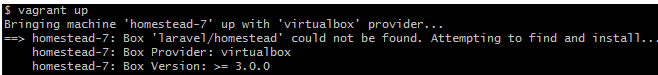 $ vagrant up
Bringing machine 'homestead-7' up with 'virtualbox' provider...
==> homestead-7: Box 'laravel/homestead' could not be found. Attempting to find and install...
    homestead-7: Box Provider: virtualbox
    homestead-7: Box Version: >= 3.0.0